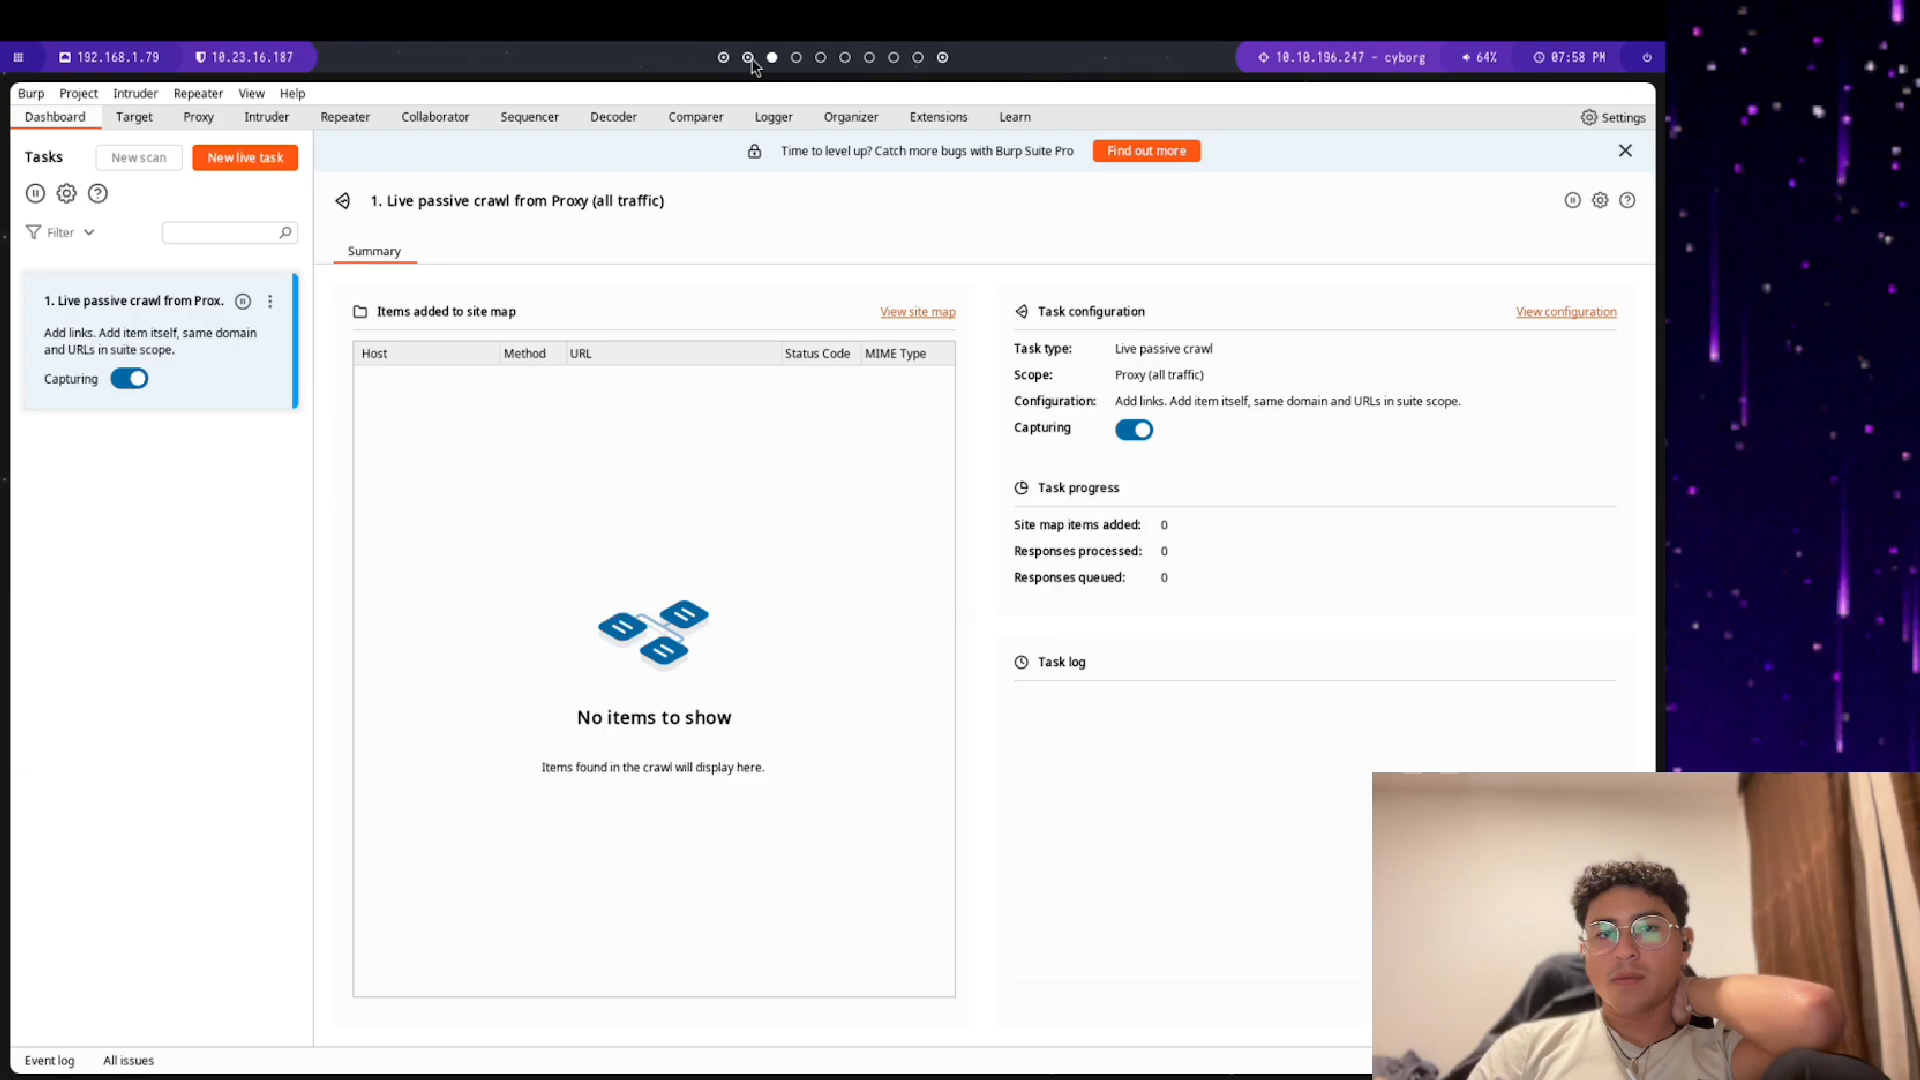 192.168.1.79
10.23.16.187
10.10.196.247 - cyborg
64%
07:58 PM
Burp Project Intruder Repeater View Help
Dashboard Target Proxy Intruder Repeater Collaborator Sequencer Decoder Comparer Logger Organizer Extensions Learn Settings
Tasks New scan New live task
Time to level up? Catch more bugs with Burp Suite Pro Find out more
Filter
1. Live passive crawl from Prox.
Add links. Add item itself, same domain
and URLs in suite scope.
Capturing
1. Live passive crawl from Proxy (all traffic)
Summary
Items added to site map View site map
Host Method URL Status Code MIME Type
No items to show
Items found in the crawl will display here.
Task configuration View configuration
Task type: Live passive crawl
Scope: Proxy (all traffic)
Configuration: Add links. Add item itself, same domain and URLs in suite scope.
Capturing
Task progress
Site map items added: 0
Responses processed: 0
Responses queued: 0
Task log
Event log All issues